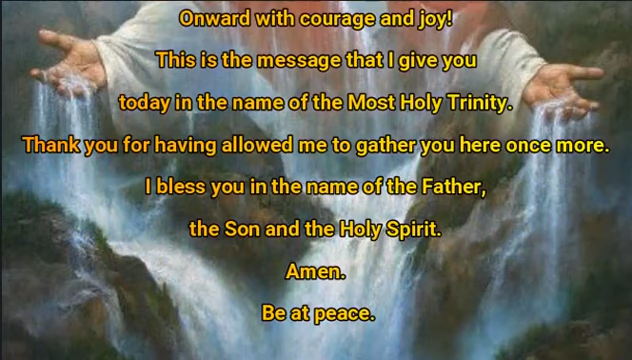 Onward with courage and joy!
This is the message that I give you
today in the name of the Most Holy Trinity.
Thank you for having allowed me to gather you here once more.
I bless you in the name of the Father,
the Son and the Holy Spirit.
Amen.
Be at peace.